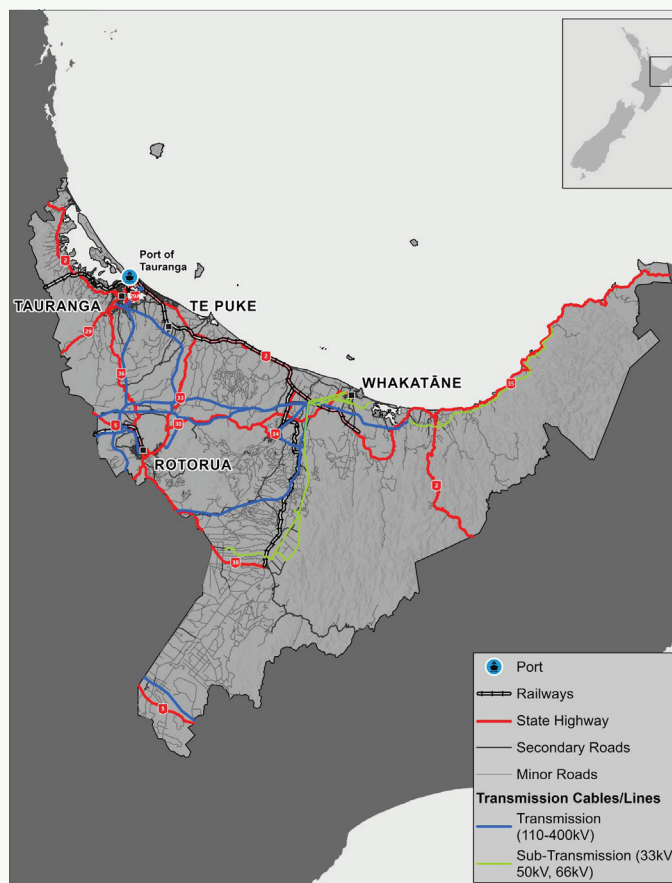 Port of
Tauranga
2
TAURANGA
29A
TE PUKE
29
2
36
33
WHAKATĀNE
35
5
30
34
ROTORUA
2
38
5
Port
Railways
State Highway
Secondary Roads
Minor Roads
Transmission Cables/Lines
Transmission
(110-400kV)
Sub-Transmission (33kV
50kV, 66kV)